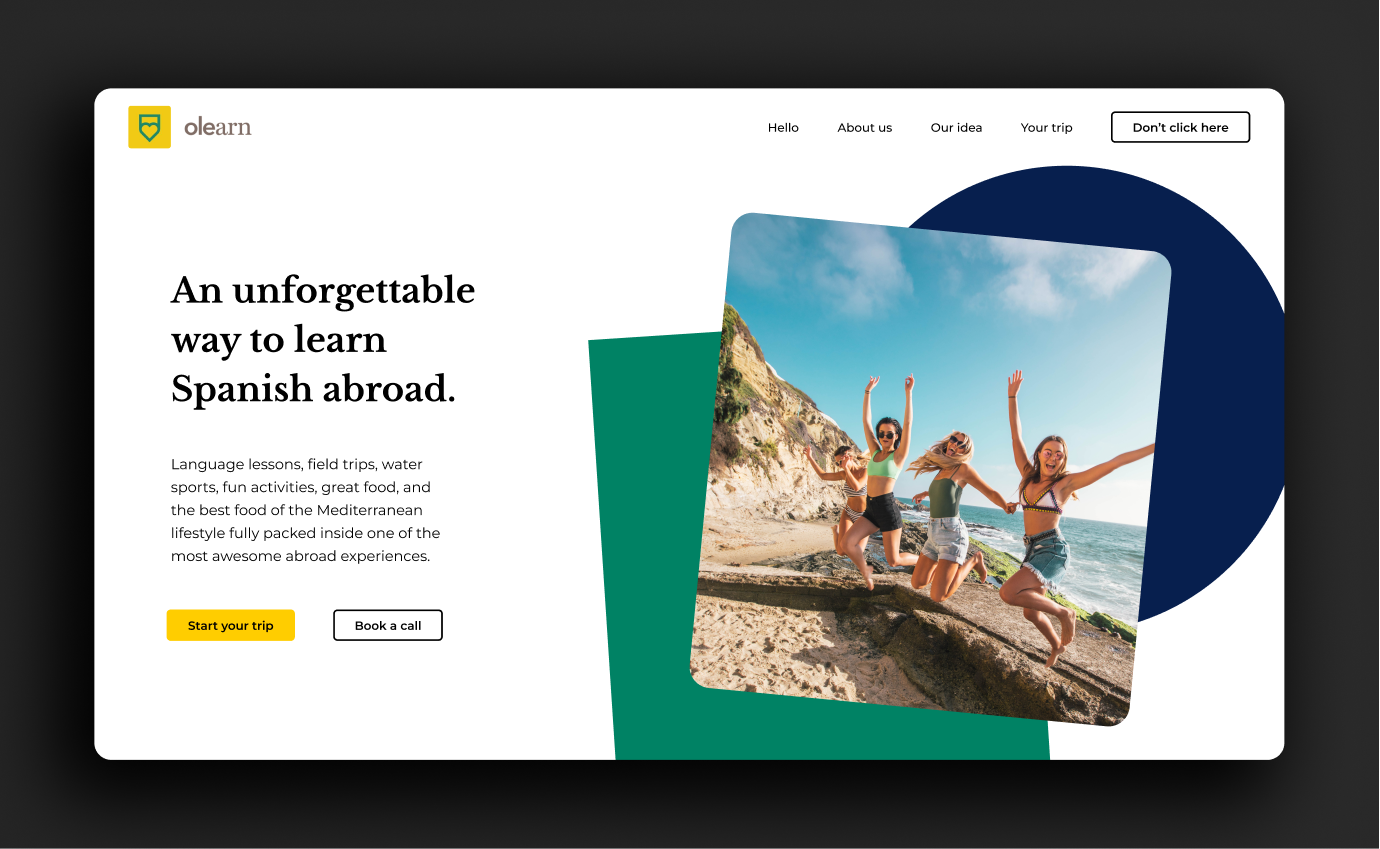 olearn
Hello
About us
Our idea
Your trip
Don’t click here
An unforgettable
way to learn
Spanish abroad.
Language lessons, field trips, water
sports, fun activities, great food, and
the best food of the Mediterranean
lifestyle fully packed inside one of the
most awesome abroad experiences.
Start your trip
Book a call